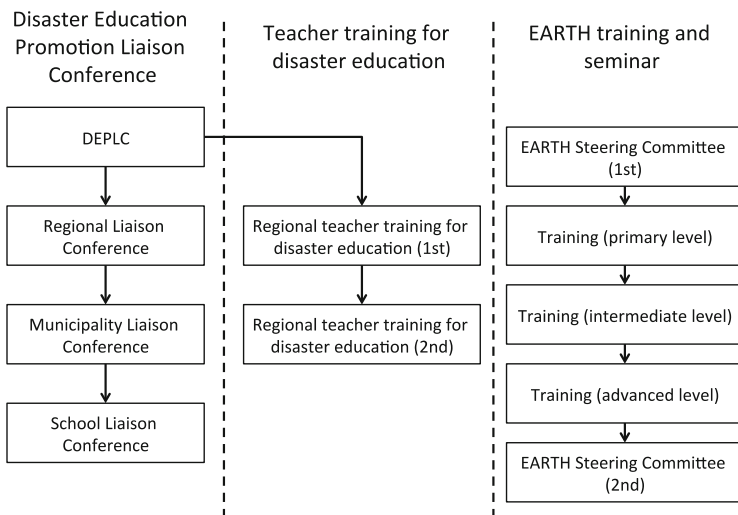 Disaster Education
Promotion Liaison
Conference
DEPLC
Regional Liaison
Conference
Municipality Liaison
Conference
School Liaison
Conference
Teacher training for
disaster education
Regional teacher training for
disaster education (1st)
Regional teacher training for
disaster education (2nd)
EARTH training and
seminar
EARTH Steering Committee
(1st)
Training (primary level)
Training (intermediate level)
Training (advanced level)
EARTH Steering Committee
(2nd)